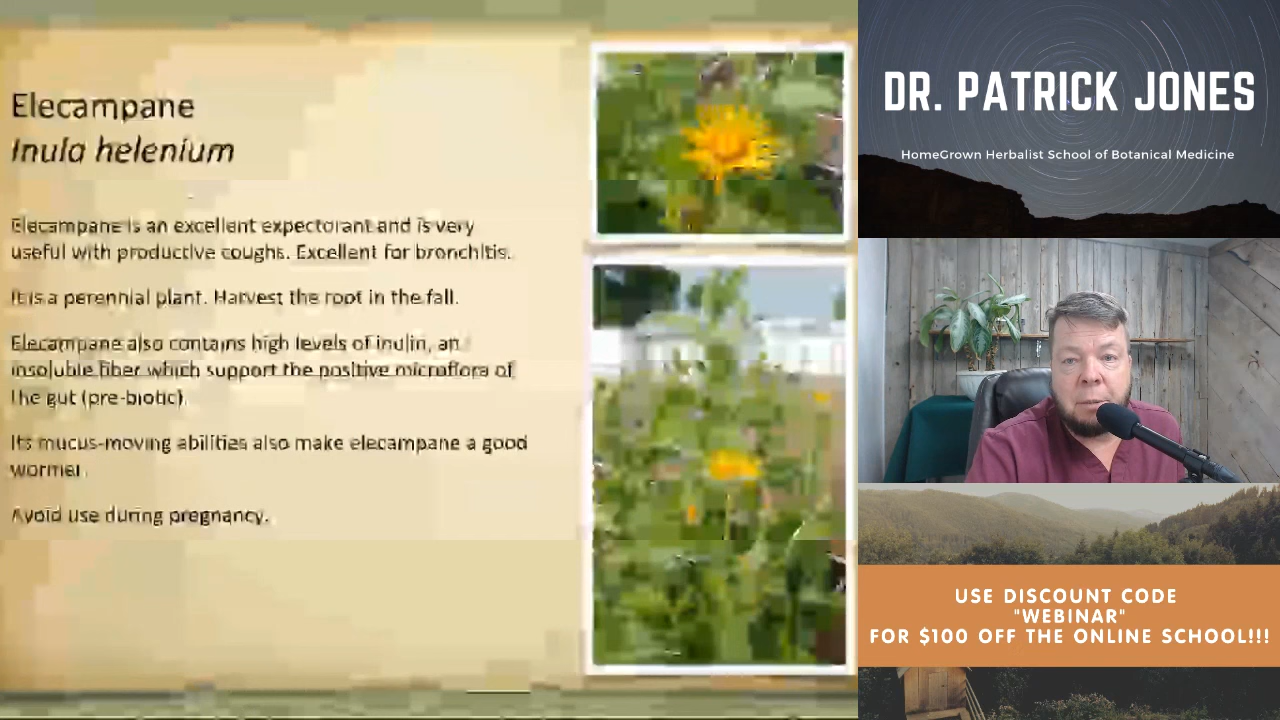 Elecampane
Inula helenium
Elecampane is an excellent expectorant and is very
useful with productive coughs. Excellent for bronchitis.
It is a perennial plant. Harvest the root in the fall.
Elecampane also contains high levels of inulin, an
insoluble fiber which support the positive microflora of
the gut (pre-biotic).
Its mucus-moving abilities also make elecampane a good
wormer.
Avoid use during pregnancy.
DR. PATRICK JONES
HomeGrown Herbalist School of Botanical Medicine
USE DISCOUNT CODE
"WEBINAR"
FOR $100 OFF THE ONLINE SCHOOL!!!